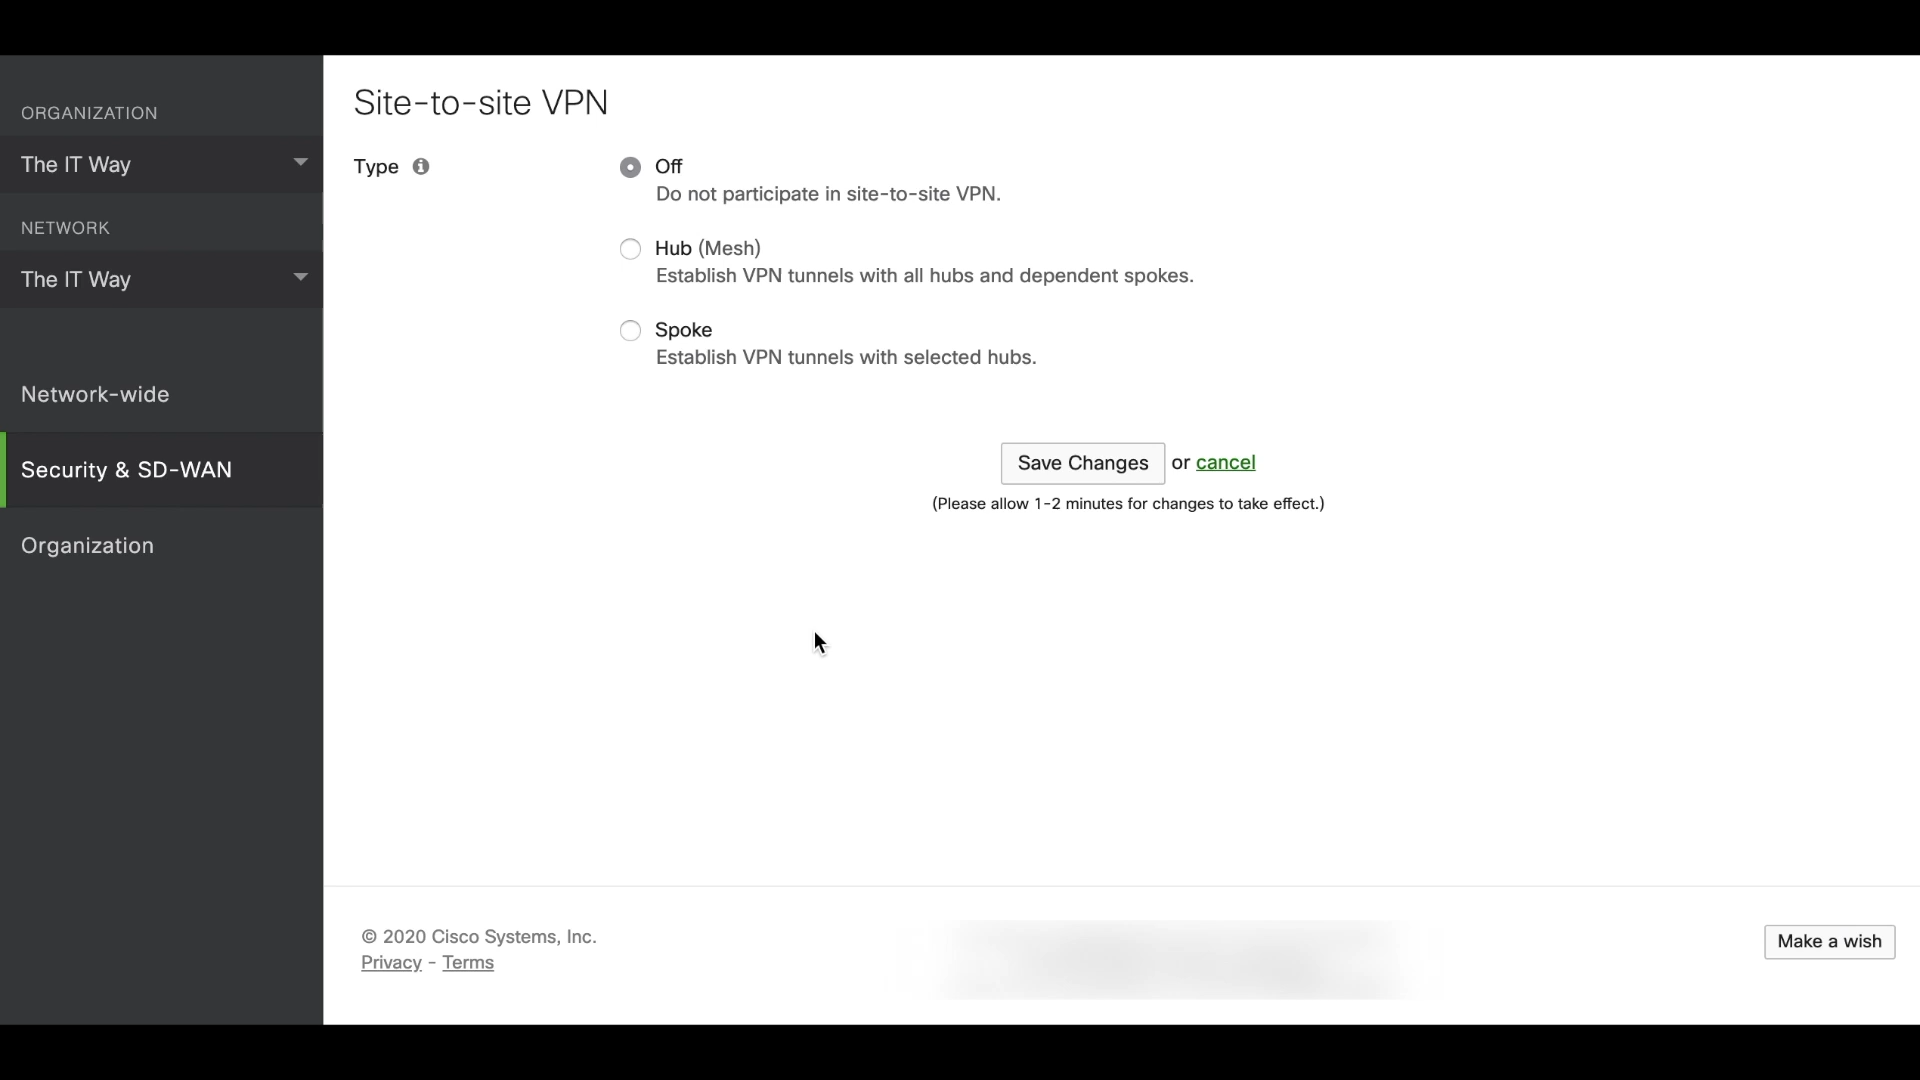 ORGANIZATION
The IT Way
NETWORK
The IT Way
Network-wide
Security & SD-WAN
Organization
Site-to-site VPN
Type
Off
Do not participate in site-to-site VPN.
Hub (Mesh)
Establish VPN tunnels with all hubs and dependent spokes.
Spoke
Establish VPN tunnels with selected hubs.
Save Changes or cancel
(Please allow 1-2 minutes for changes to take effect.)
© 2020 Cisco Systems, Inc.
Privacy - Terms
Make a wish